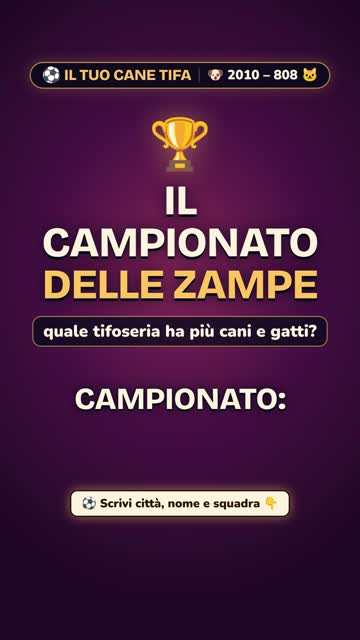 ⚽ IL TUO CANE TIFA | 🐶 2010 – 808 🐱
IL
CAMPIONATO
DELLE ZAMPE
quale tifoseria ha più cani e gatti?
CAMPIONATO:
⚽ Scrivi città, nome e squadra 👇